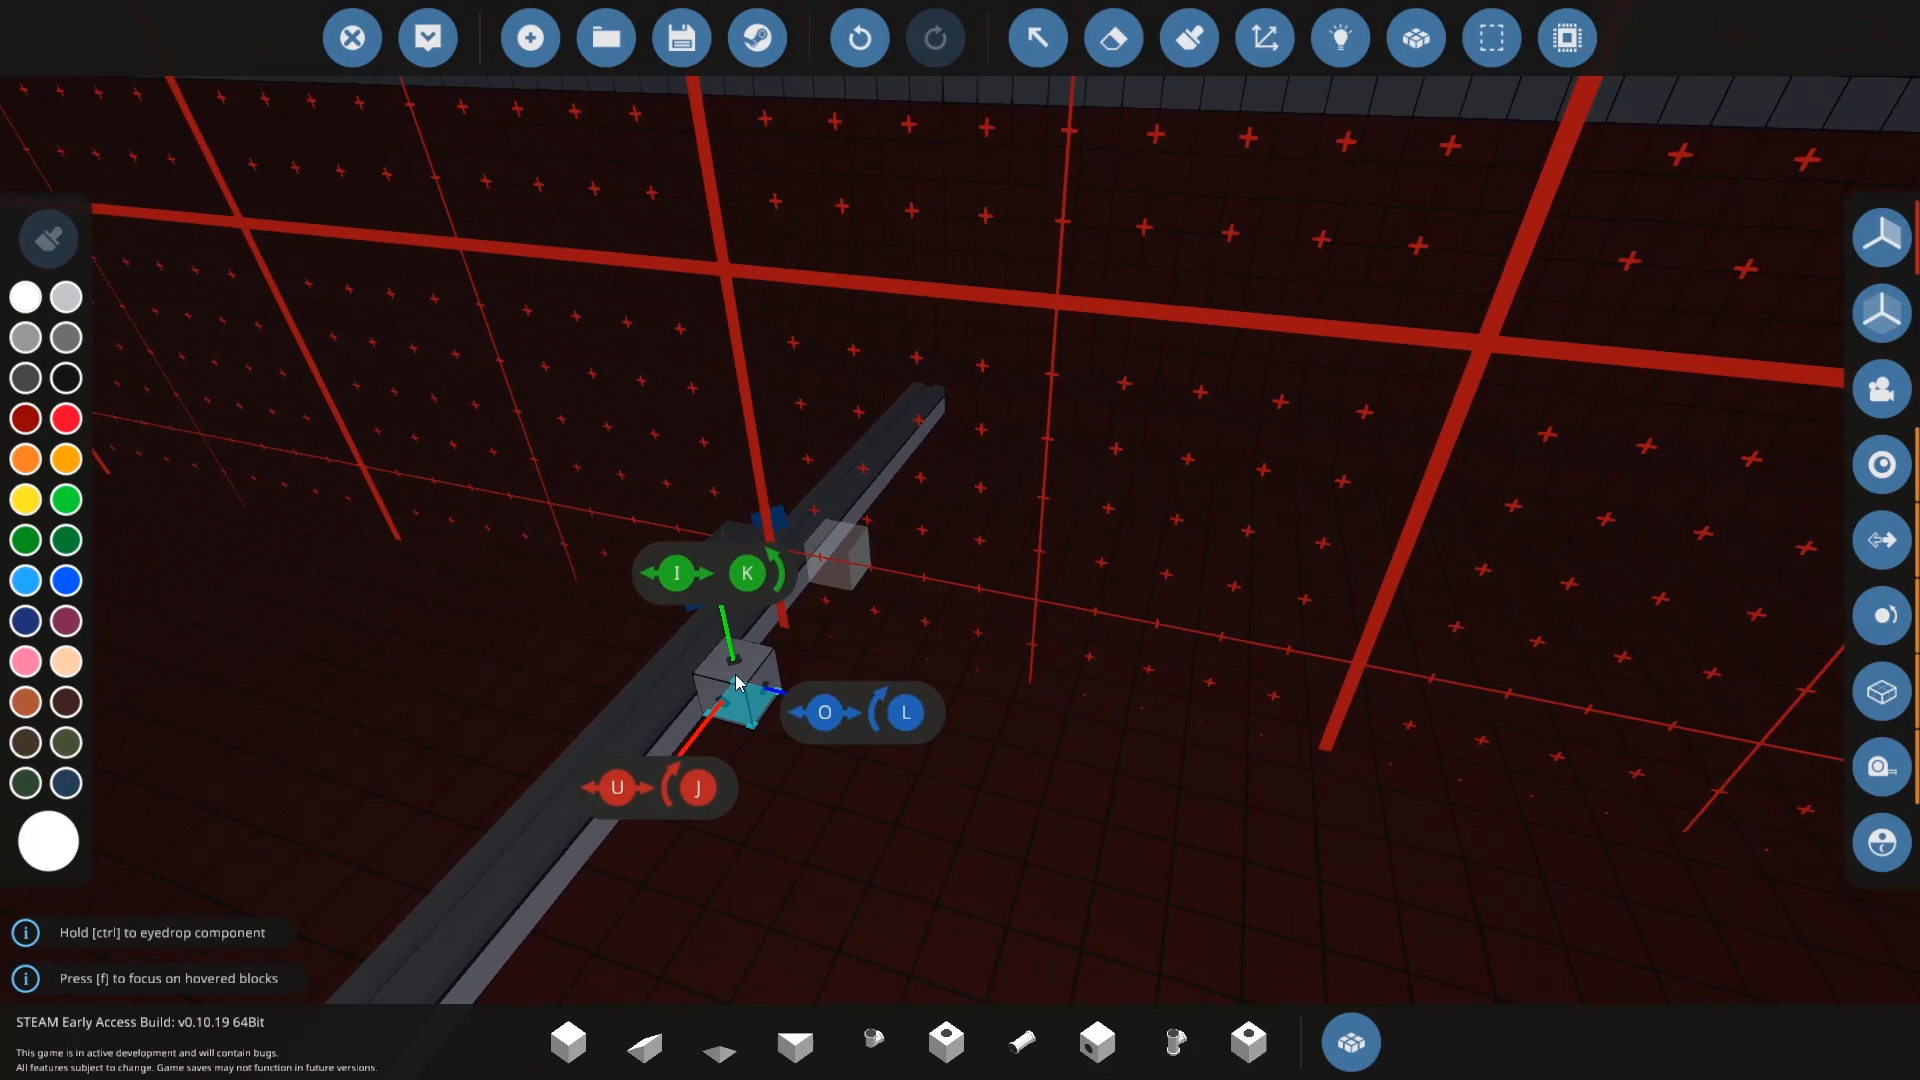 I K
O L
U J
Hold [ctrl] to eyedrop component
Press [f] to focus on hovered blocks
STEAM Early Access Build: v0.10.19 64Bit
This game is in active development and will contain bugs.
All features subject to change. Game saves may not function in future versions.